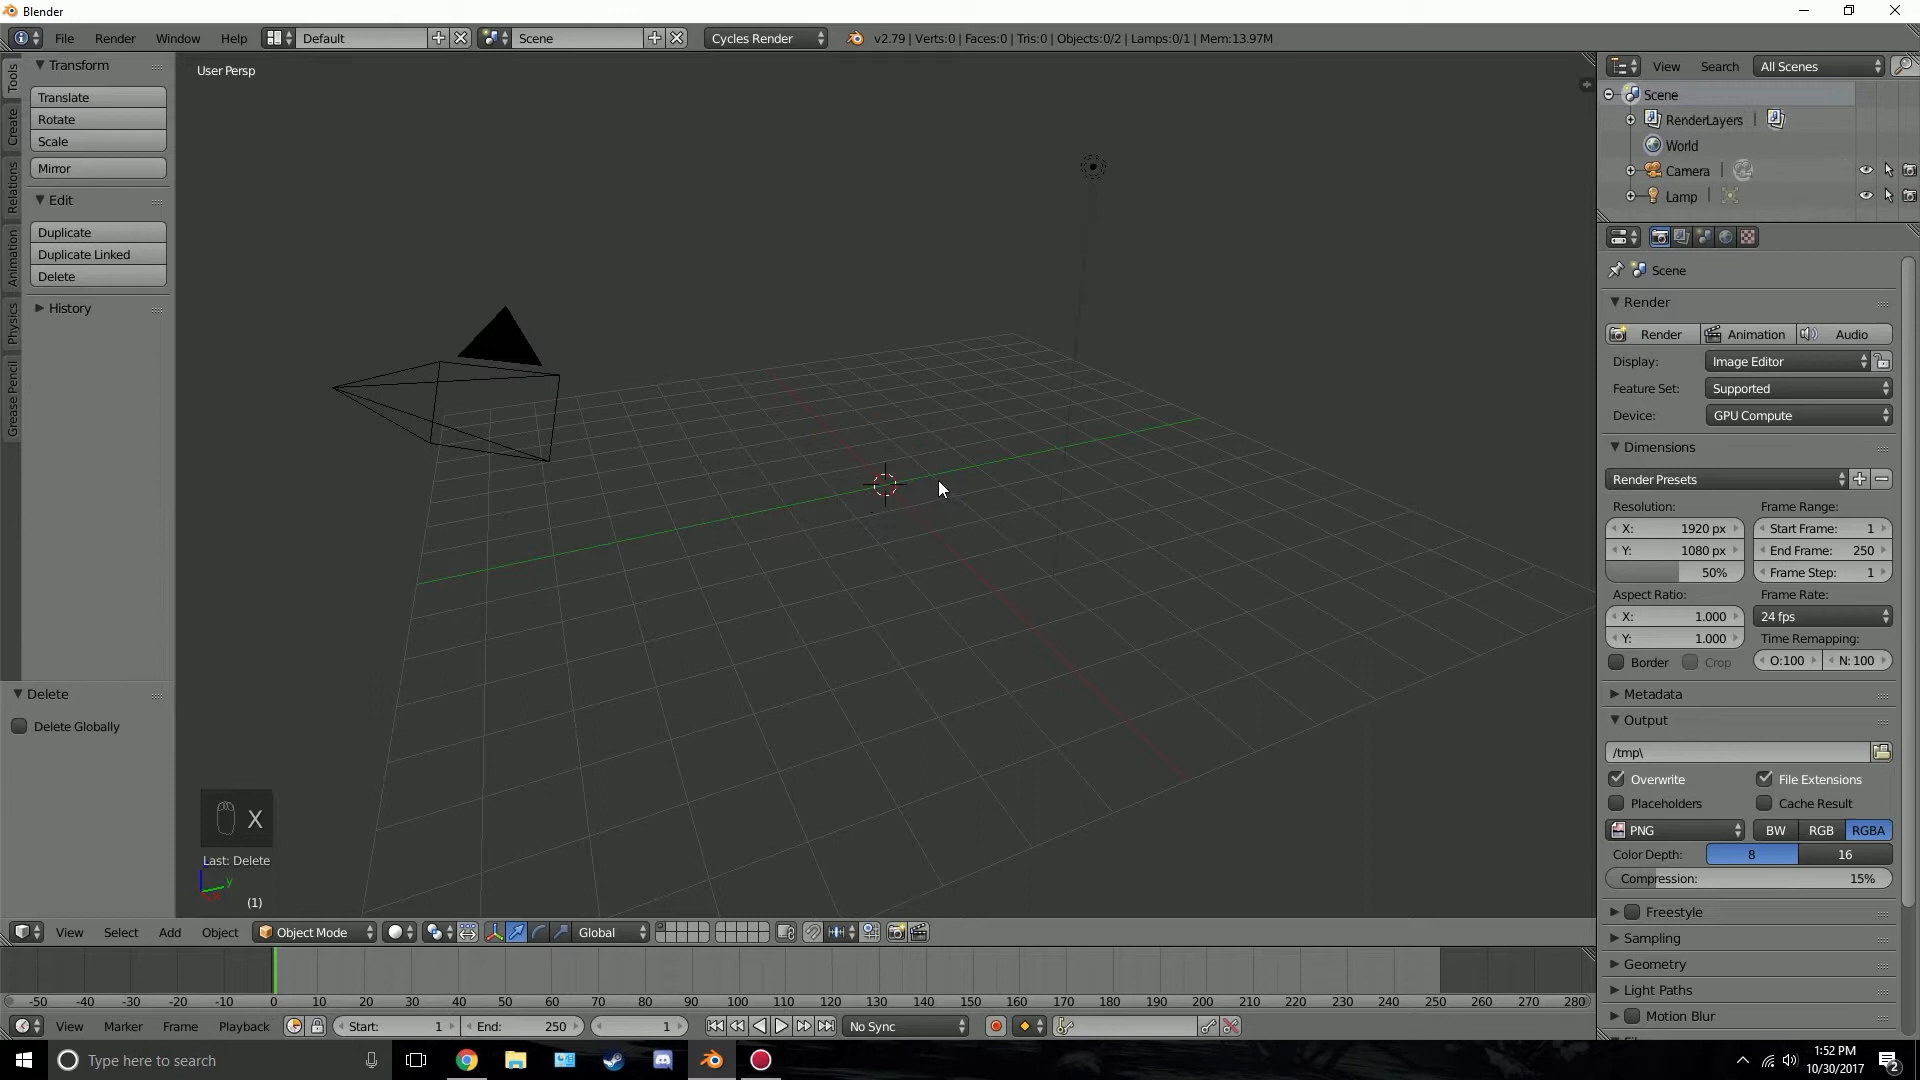 Blender
File Render Window Help Default Scene Cycles Render v2.79 | Verts:0 | Faces:0 | Tris:0 | Objects:0/2 | Lamps:0/1 | Mem:13.97M
Tools
Create
Relations
Animation
Physics
Grease Pencil
Transform
Translate
Rotate
Scale
Mirror
Edit
Duplicate
Duplicate Linked
Delete
History
Delete
Delete Globally
User Persp
X
Last: Delete
y
x
(1)
View Search All Scenes
Scene
RenderLayers |
World
Camera |
Lamp |
Scene
Render
Render Animation Audio
Display: Image Editor
Feature Set: Supported
Device: GPU Compute
Dimensions
Render Presets
Resolution: Frame Range:
X: 1920 px Start Frame: 1
Y: 1080 px End Frame: 250
50% Frame Step: 1
Aspect Ratio: Frame Rate:
X: 1.000 24 fps
Y: 1.000 Time Remapping:
Border Crop O:100 N: 100
Metadata
Output
/tmp\
Overwrite File Extensions
Placeholders Cache Result
PNG BW RGB RGBA
Color Depth: 8 16
Compression: 15%
Freestyle
Sampling
Geometry
Light Paths
Motion Blur
View Select Add Object Object Mode Global
-50 -40 -30 -20 -10 0 10 20 30 40 50 60 70 80 90 100 110 120 130 140 150 160 170 180 190 200 210 220 230 240 250 260 270 280
View Marker Frame Playback Start: 1 End: 250 1 No Sync
Type here to search
1:52 PM
10/30/2017
2